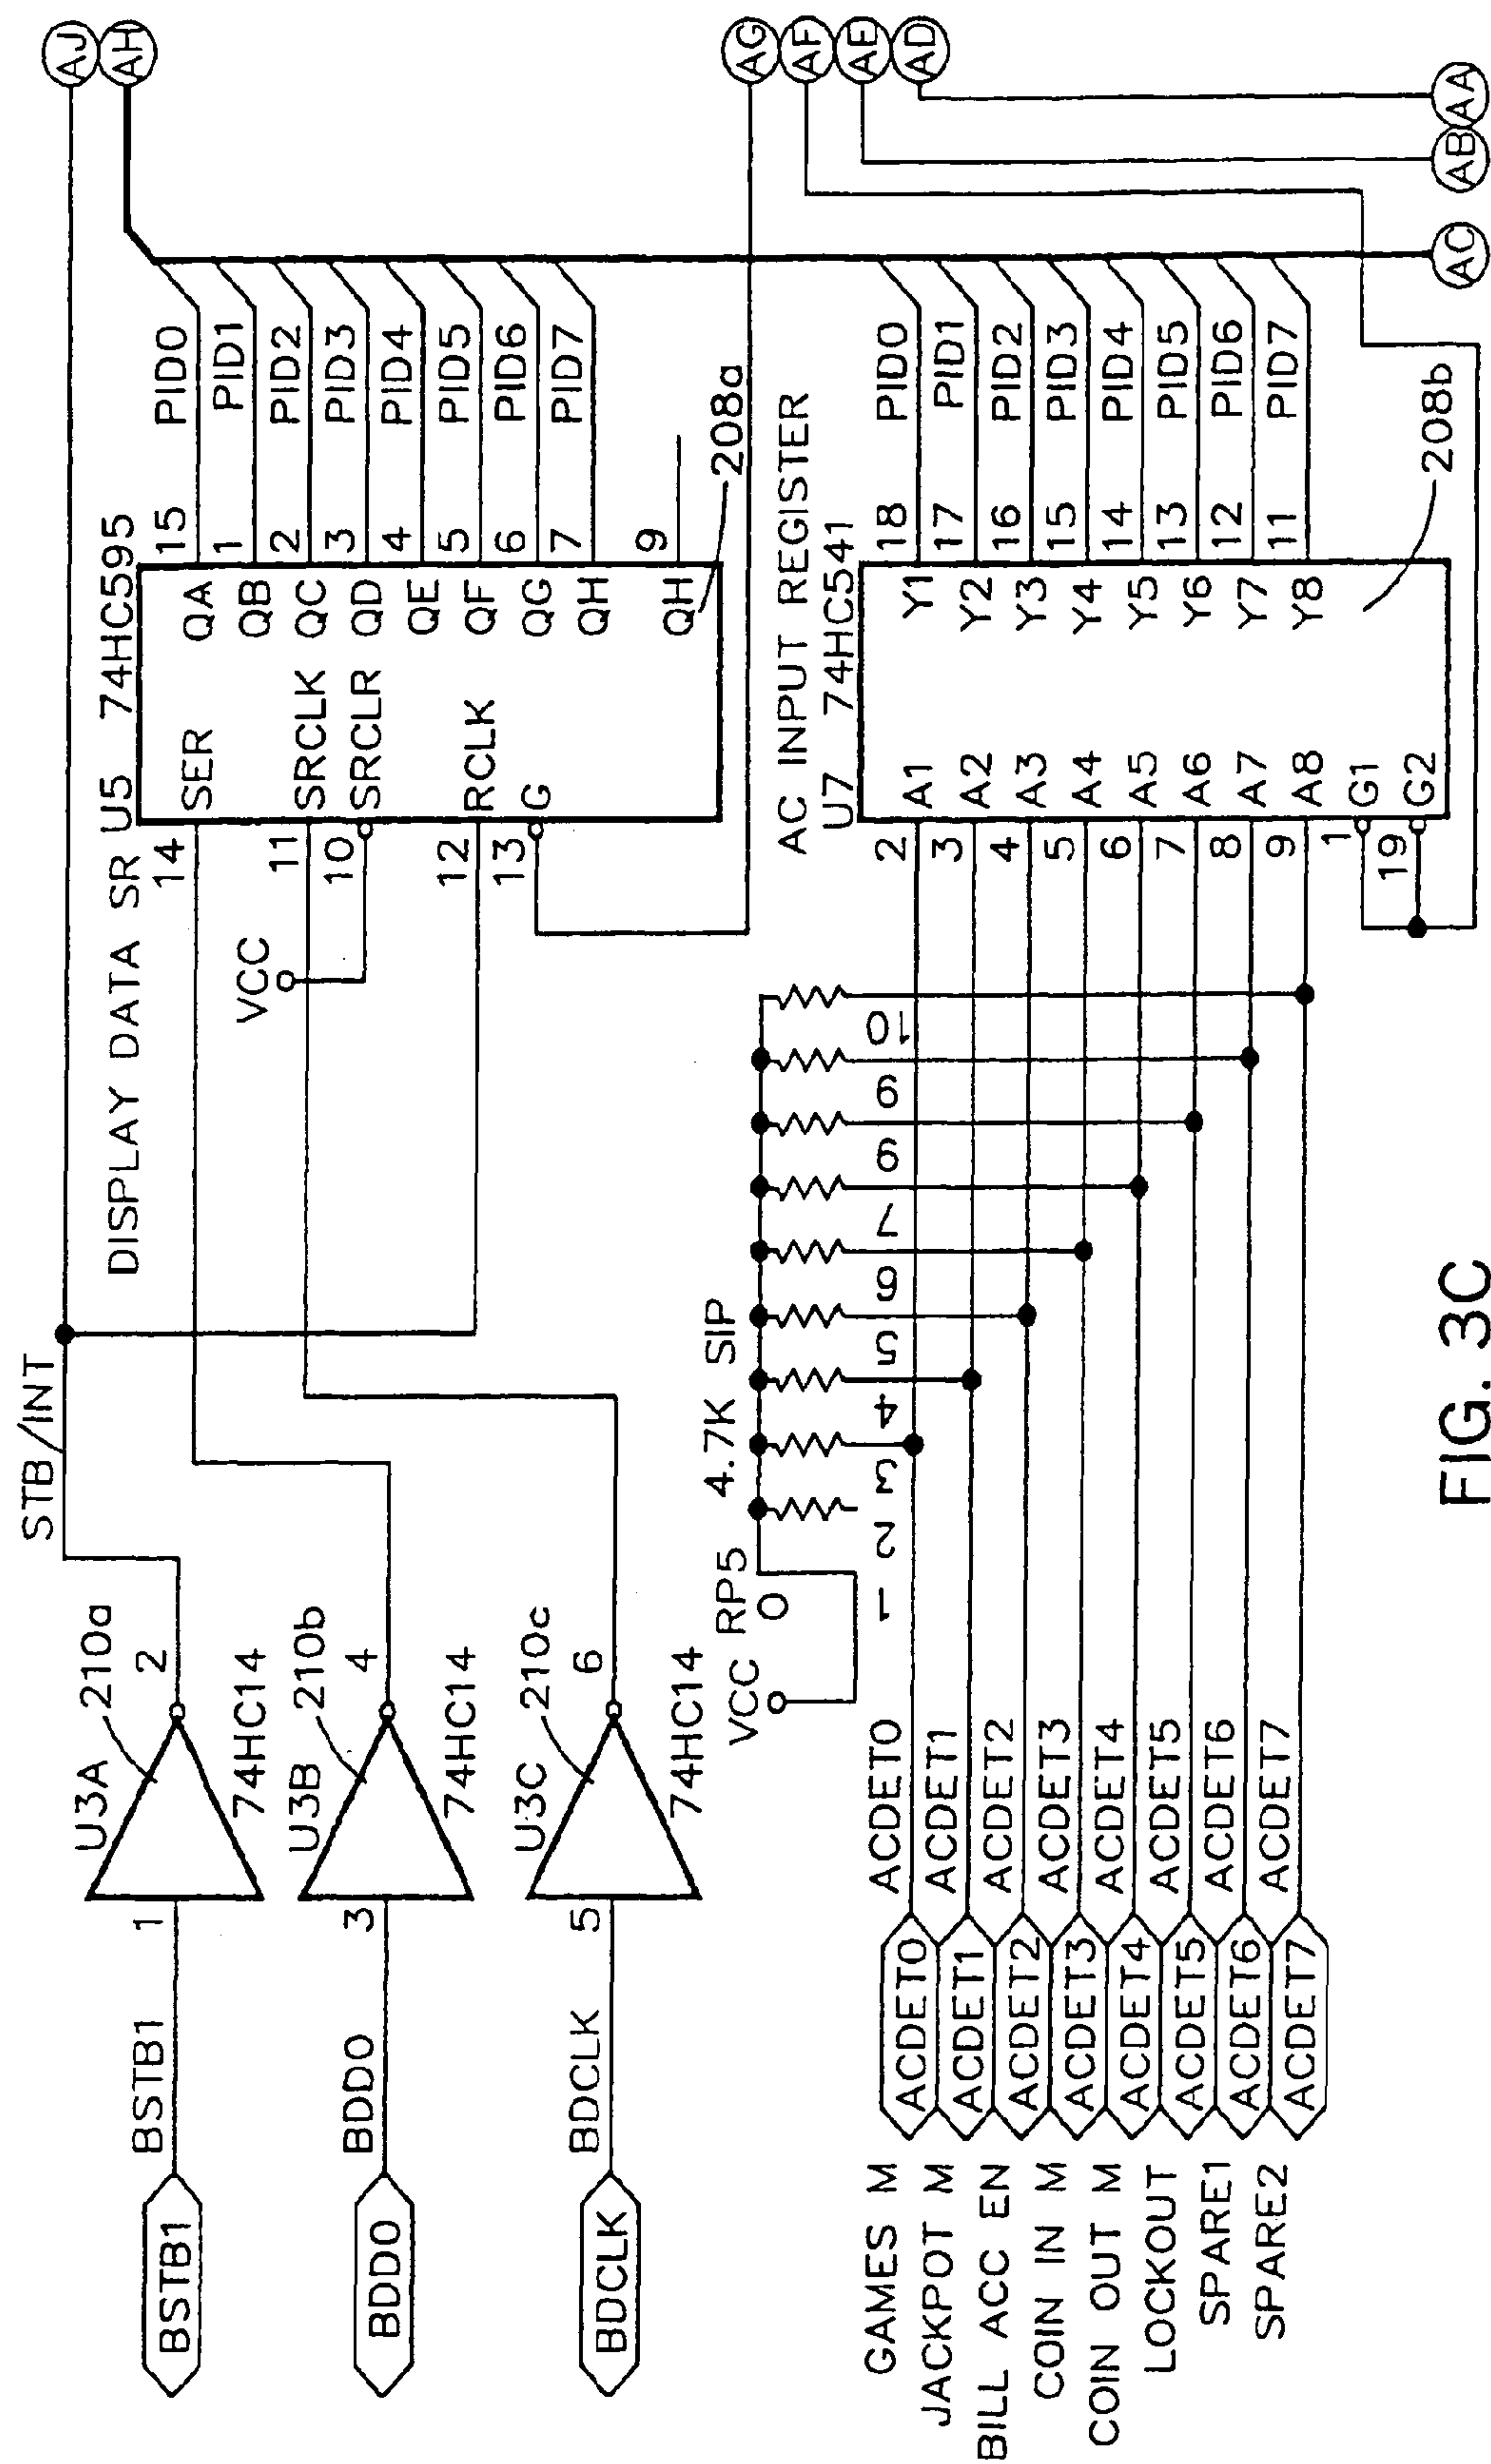 STB/INT
AJ
AH
BSTB1
BSTB1
1
U3A
210a
2
74HC14
BDD0
BDD0
3
U3B
210b
4
74HC14
BDCLK
BDCLK
5
U3C
210c
6
74HC14
DISPLAY DATA SR
U5 74HC595
VCC
14 SER QA 15 PID0
QB 1 PID1
11 SRCLK QC 2 PID2
10 SRCLR QD 3 PID3
QE 4 PID4
12 RCLK QF 5 PID5
13 G QG 6 PID6
QH 7 PID7
QH 9
208a
AG
AF
AE
AD
VCC RP5 4.7K SIP
0
1 2 3 4 5 6 7 9 9 10
AC INPUT REGISTER
U7 74HC541
GAMES M ACDET0 ACDET0 2 A1 Y1 18 PID0
JACKPOT M ACDET1 ACDET1 3 A2 Y2 17 PID1
BILL ACC EN ACDET2 ACDET2 4 A3 Y3 16 PID2
COIN IN M ACDET3 ACDET3 5 A4 Y4 15 PID3
COIN OUT M ACDET4 ACDET4 6 A5 Y5 14 PID4
LOCKOUT ACDET5 ACDET5 7 A6 Y6 13 PID5
SPARE1 ACDET6 ACDET6 8 A7 Y7 12 PID6
SPARE2 ACDET7 ACDET7 9 A8 Y8 11 PID7
1 G1
19 G2
208b
AC
AB
AA
FIG. 3C